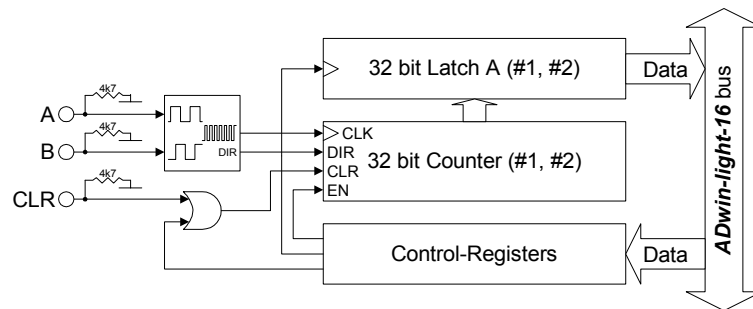 32 bit Latch A (#1, #2)
Data
4k7
A
4k7
B
DIR
CLK
DIR
CLR
EN
32 bit Counter (#1, #2)
4k7
CLR
Control-Registers
Data
ADwin-light-16 bus